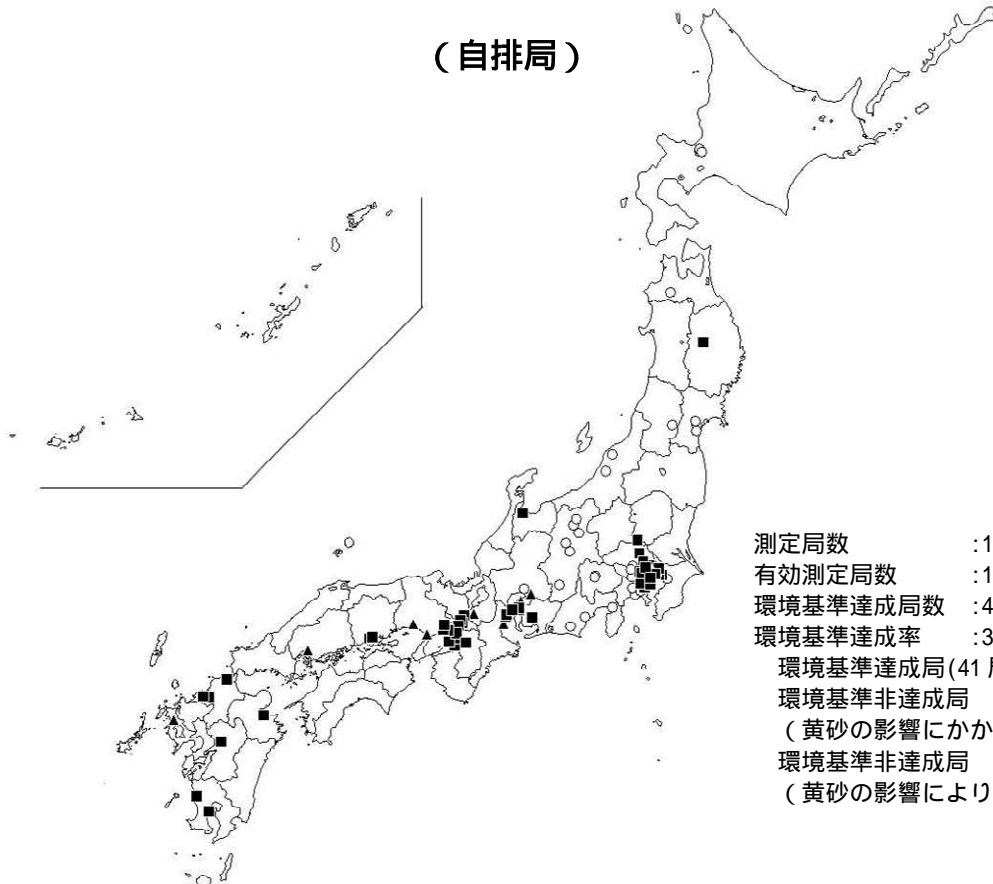 （自排局）
測定局数 :1
有効測定局数 :1
環境基準達成局数 :4
環境基準達成率 :3
環境基準達成局(41局
環境基準非達成局
（黄砂の影響にかか
環境基準非達成局
（黄砂の影響により